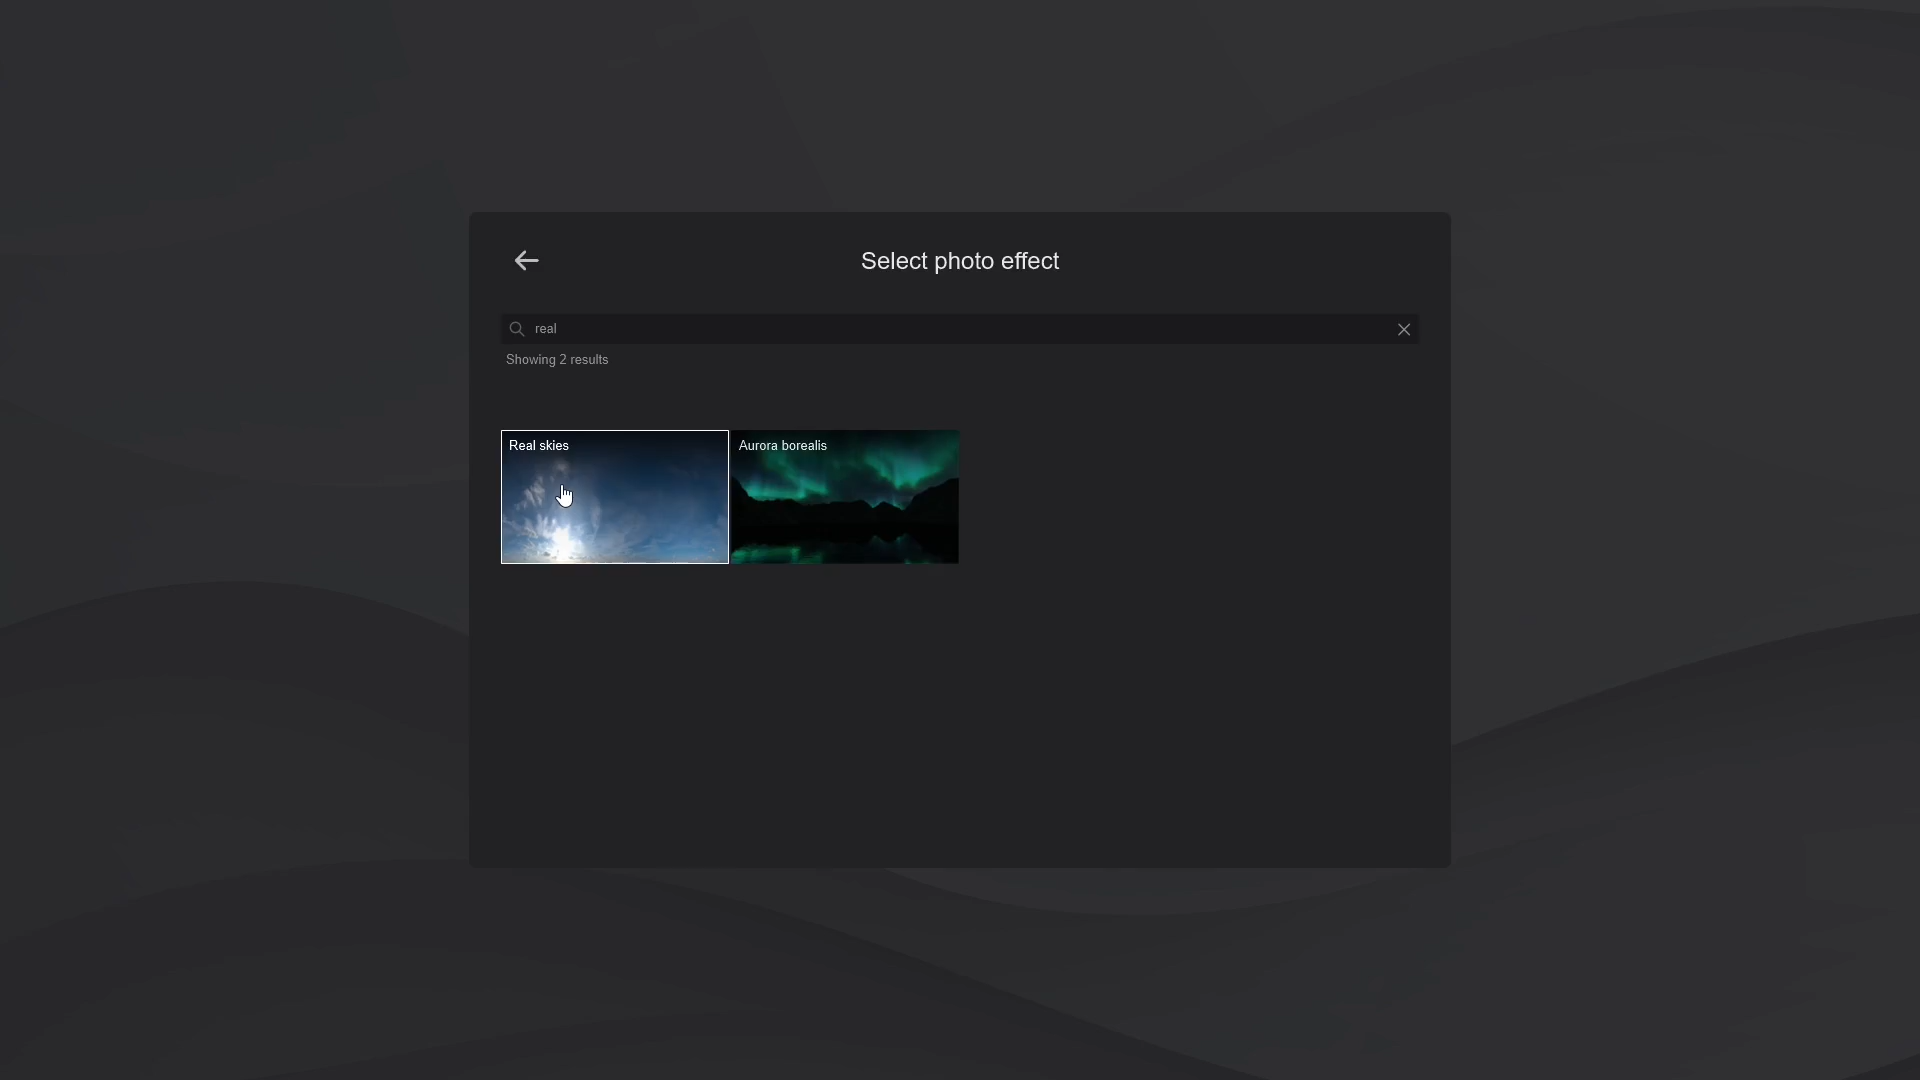 Select photo effect
real
Showing 2 results
Real skies
Aurora borealis